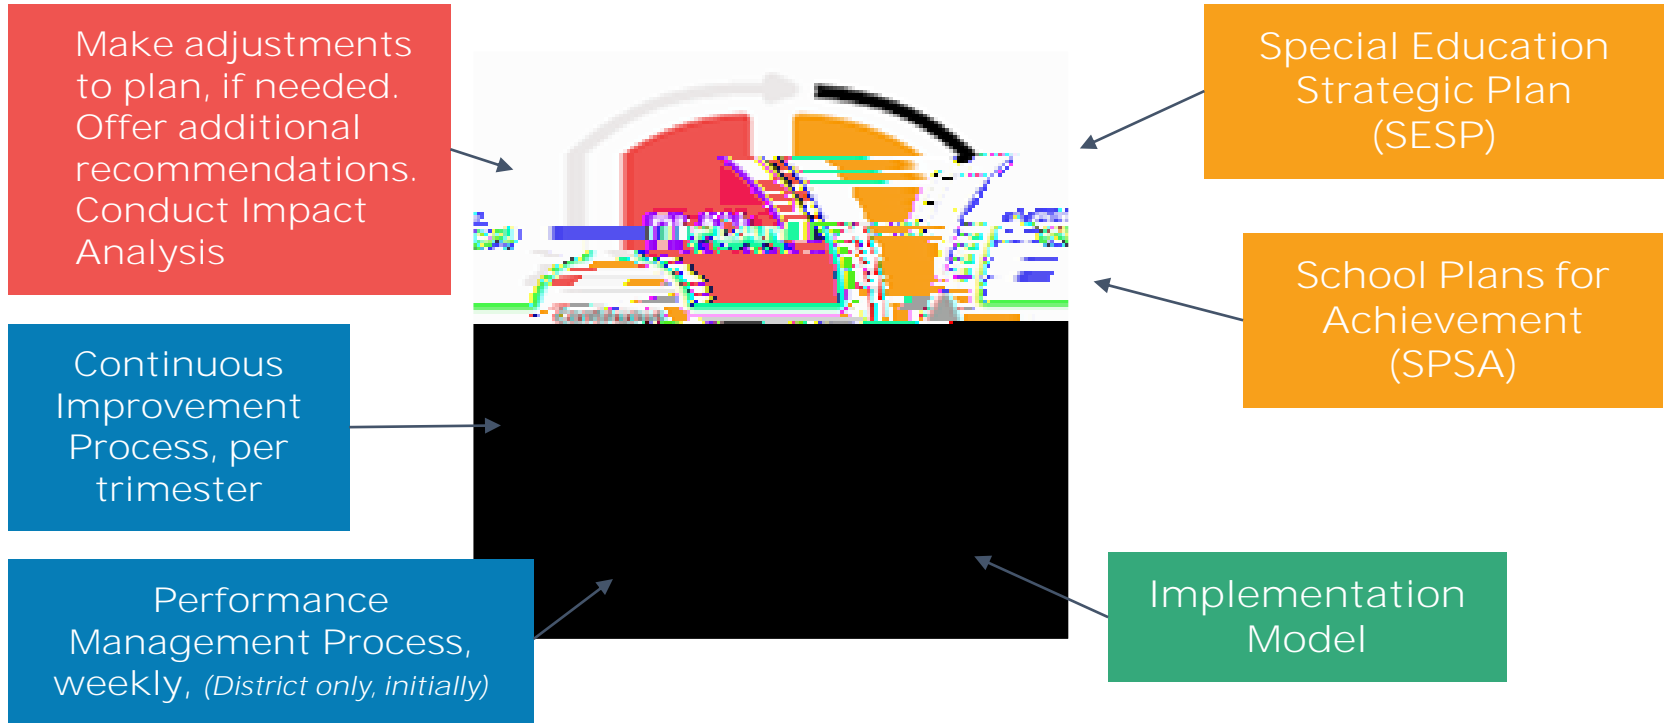 Make adjustments
to plan, if needed.
Offer additional
recommendations.
Conduct Impact
Analysis
Special Education
Strategic Plan
(SESP)
School Plans for
Achievement
(SPSA)
Continuous
Improvement
Process, per
trimester
Performance
Management Process,
weekly, (District only, initially)
Implementation
Model